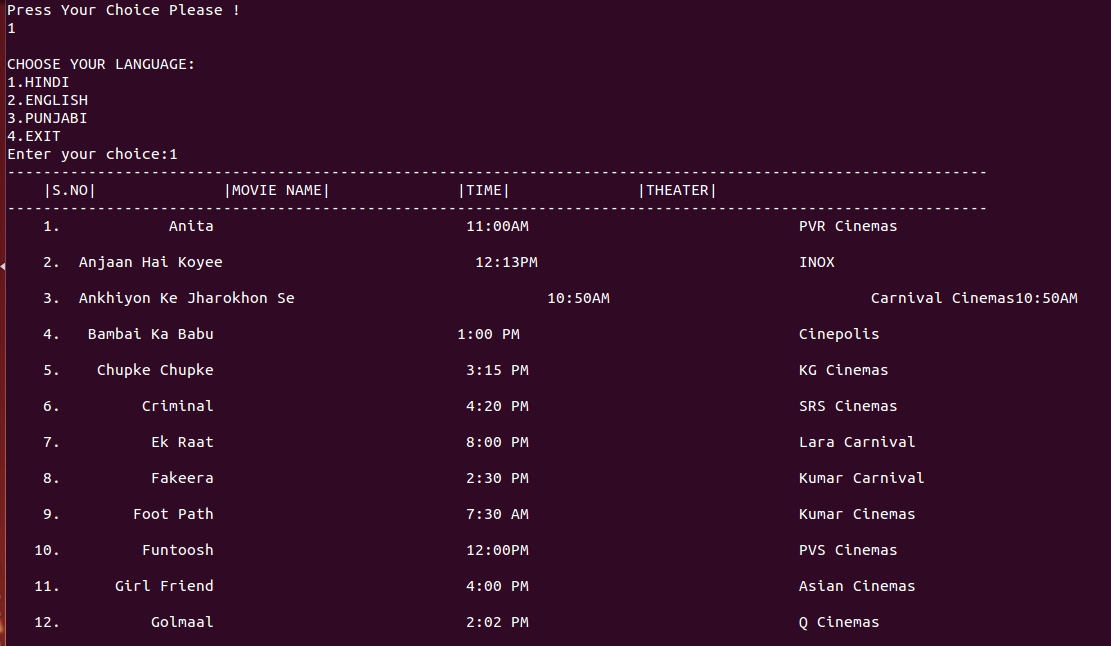 Press Your Choice Please !
1
CHOOSE YOUR LANGUAGE:
1.HINDI
2.ENGLISH
3.PUNJABI
4.EXIT
Enter your choice:1
-------------------------------------------------------------------------------------------------------------
|S.NO| |MOVIE NAME| |TIME| |THEATER|
-------------------------------------------------------------------------------------------------------------
1. Anita 11:00AM PVR Cinemas
2. Anjaan Hai Koyee 12:13PM INOX
3. Ankhiyon Ke Jharokhon Se 10:50AM Carnival Cinemas10:50AM
4. Bambai Ka Babu 1:00 PM Cinepolis
5. Chupke Chupke 3:15 PM KG Cinemas
6. Criminal 4:20 PM SRS Cinemas
7. Ek Raat 8:00 PM Lara Carnival
8. Fakeera 2:30 PM Kumar Carnival
9. Foot Path 7:30 AM Kumar Cinemas
10. Funtoosh 12:00PM PVS Cinemas
11. Girl Friend 4:00 PM Asian Cinemas
12. Golmaal 2:02 PM Q Cinemas